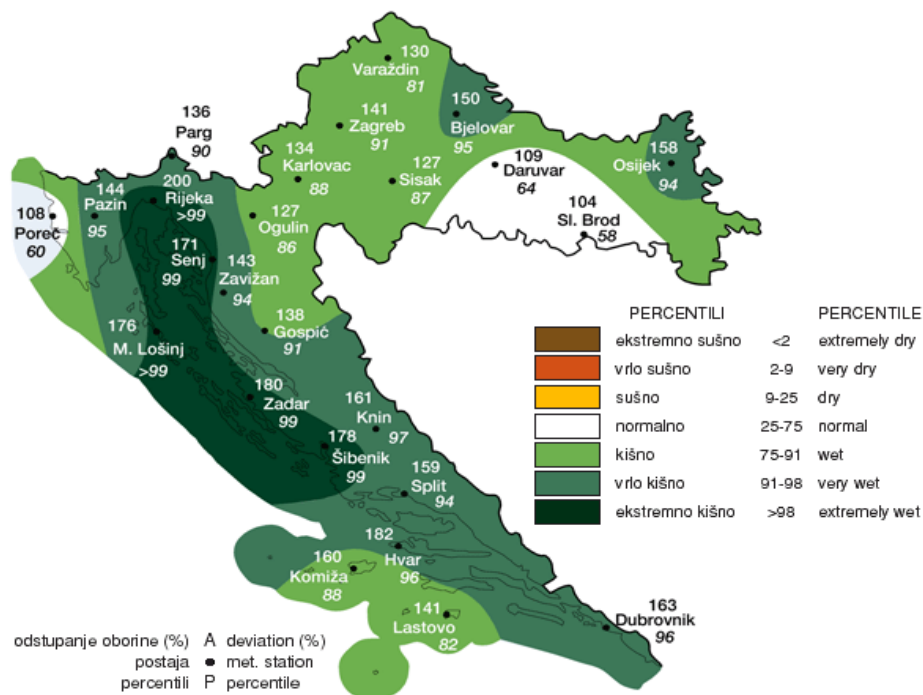 130
Varaždin
81
150
Bjelovar
95
136
Parg
90
141
Zagreb
91
158
Osijek
94
134
Karlovac
88
127
Sisak
87
109
Daruvar
64
200
Rijeka
>99
144
Pazin
95
108
Poreč
60
127
Ogulin
86
104
Sl. Brod
58
171
Senj
99
143
Zavižan
94
138
Gospić
91
176
M. Lošinj
>99
180
Zadar
99
161
Knin
97
178
Šibenik
99
159
Split
94
182
Hvar
96
160
Komiža
88
141
Lastovo
82
163
Dubrovnik
96
PERCENTILI PERCENTILE
ekstremno sušno <2 extremely dry
vrlo sušno 2-9 very dry
sušno 9-25 dry
normalno 25-75 normal
kišno 75-91 wet
vrlo kišno 91-98 very wet
ekstremno kišno >98 extremely wet
odstupanje oborine (%) A deviation (%)
postaja met. station
percentili P percentile